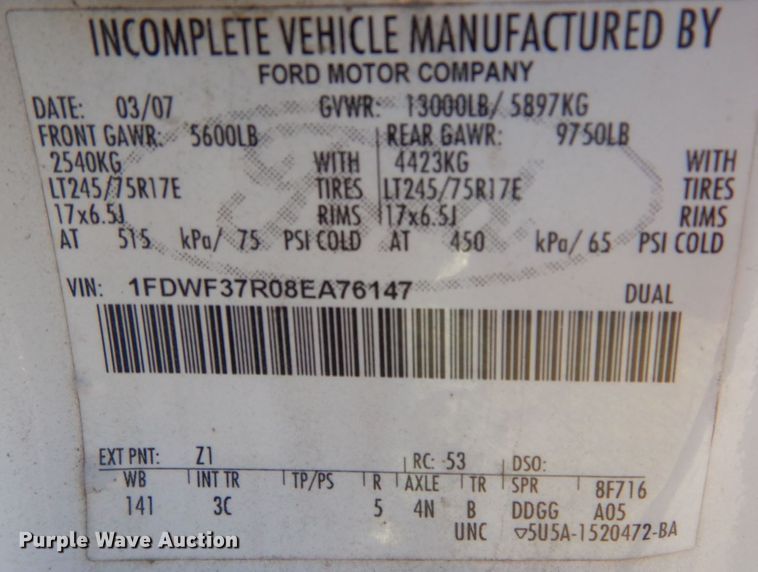 INCOMPLETE VEHICLE MANUFACTURED BY
FORD MOTOR COMPANY
DATE: 03/07 GVWR: 13000LB/ 5897KG
FRONT GAWR: 5600LB REAR GAWR: 9750LB
2540KG WITH 4423KG WITH
LT245/75R17E TIRES LT245/75R17E TIRES
17x6.5J RIMS 17x6.5J RIMS
AT 515 kPa/ 75 PSI COLD AT 450 kPa/ 65 PSI COLD
VIN: 1FDWF37R08EA76147 DUAL
EXT PNT: Z1 RC: 53 DSO:
WB INT TR TP/PS R AXLE TR SPR 8F716
141 3C 5 4N B DDGG A05
UNC ▽5U5A-1520472-BA
Purple Wave Auction